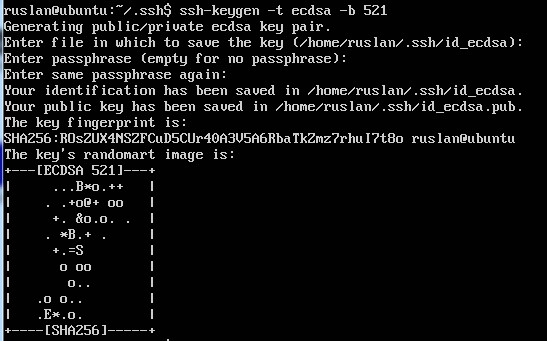 ruslan@ubuntu:~/.ssh$ ssh-keygen -t ecdsa -b 521
Generating public/private ecdsa key pair.
Enter file in which to save the key (/home/ruslan/.ssh/id_ecdsa):
Enter passphrase (empty for no passphrase):
Enter same passphrase again:
Your identification has been saved in /home/ruslan/.ssh/id_ecdsa.
Your public key has been saved in /home/ruslan/.ssh/id_ecdsa.pub.
The key fingerprint is:
SHA256:ROsZUX4NSZFCuD5CUr40A3V5A6RbaTkZmz7rhuI7t8o ruslan@ubuntu
The key's randomart image is:
+---[ECDSA 521]---+
|      ...B*o.++  |
|     . .+o@+ oo  |
|      +. &o.o. . |
|     . *B.+ .    |
|      +.=S       |
|       o oo      |
|        o..      |
|    .o o..       |
|    .E*.o.       |
+----[SHA256]-----+